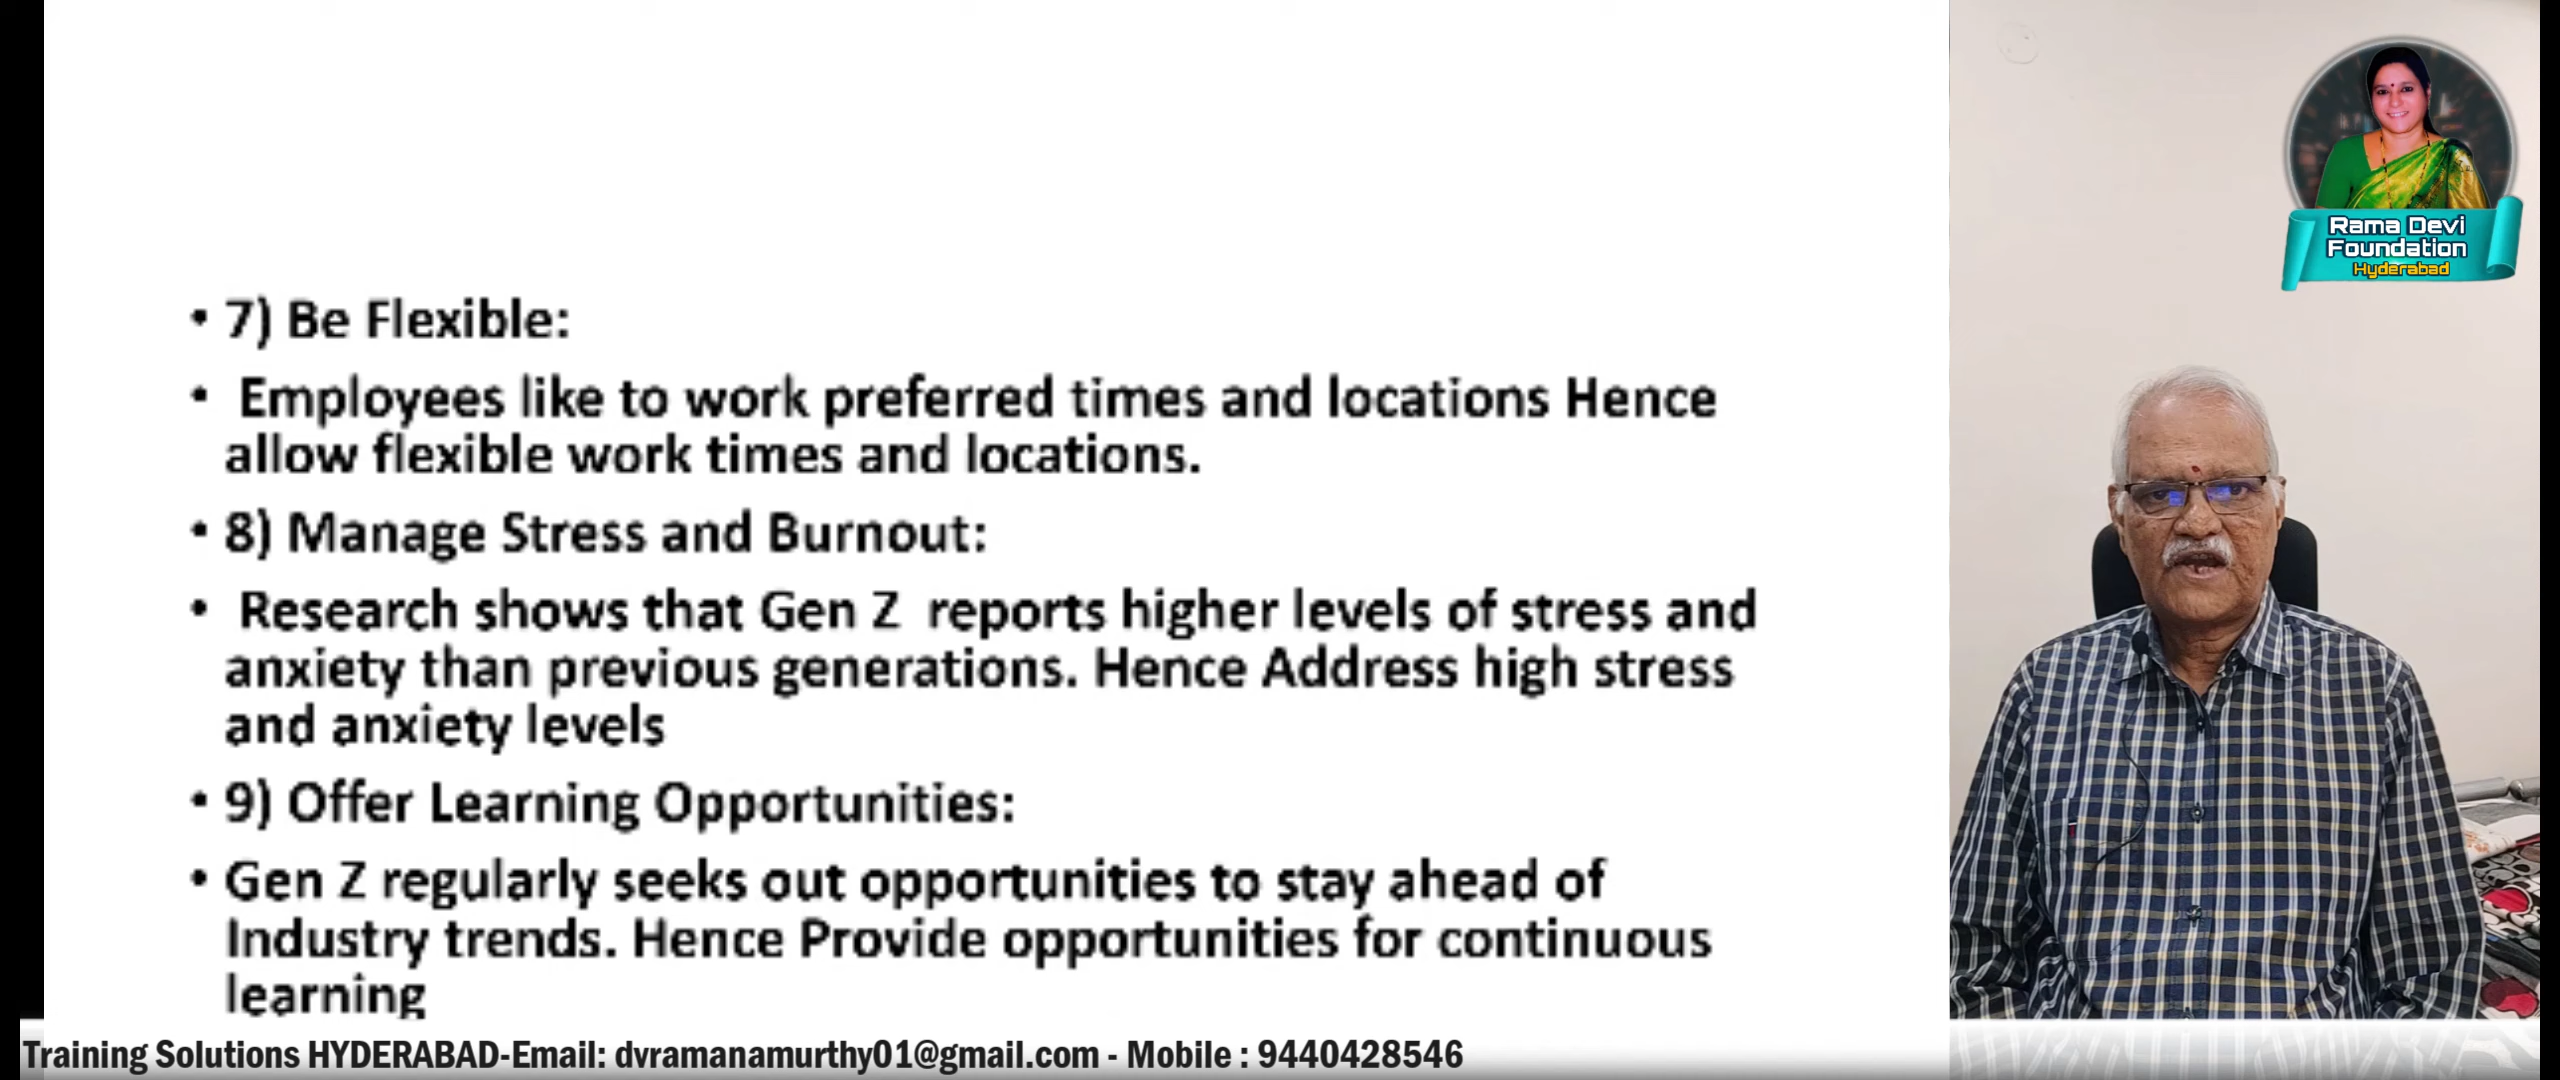 • 7) Be Flexible:
• Employees like to work preferred times and locations Hence
allow flexible work times and locations.
• 8) Manage Stress and Burnout:
• Research shows that Gen Z reports higher levels of stress and
anxiety than previous generations. Hence Address high stress
and anxiety levels
• 9) Offer Learning Opportunities:
• Gen Z regularly seeks out opportunities to stay ahead of
Industry trends. Hence Provide opportunities for continuous
learning
Rama Devi
Foundation
Hyderabad
Training Solutions HYDERABAD-Email: dvramanamurthy01@gmail.com - Mobile : 9440428546